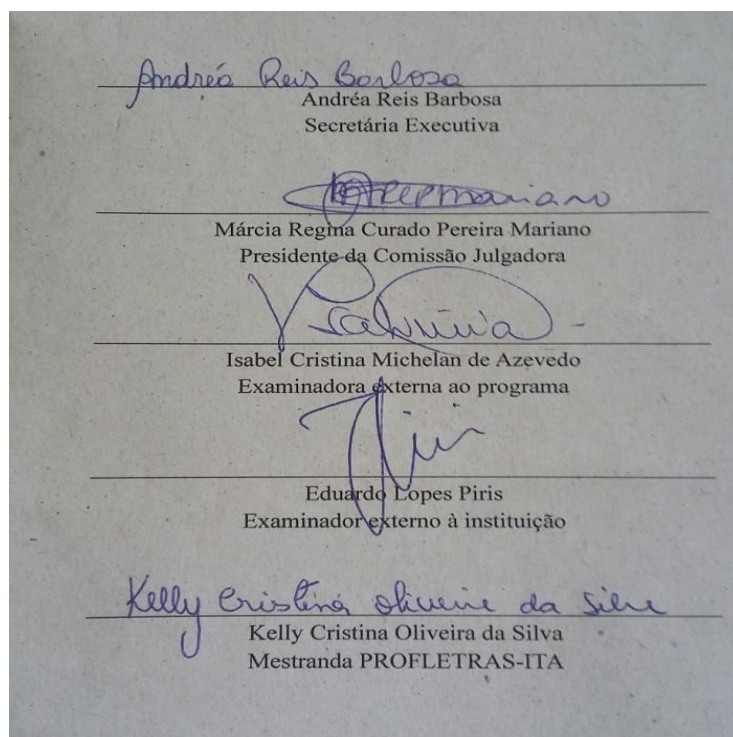 Andréa Reis Barbosa
Andréa Reis Barbosa
Secretária Executiva
Márcia Regina Curado Pereira Mariano
Presidente da Comissão Julgadora
Isabel Cristina Michelan de Azevedo
Examinadora externa ao programa
Eduardo Lopes Piris
Examinador externo à instituição
Kelly Cristina Oliveira da Silva
Kelly Cristina Oliveira da Silva
Mestranda PROFLETRAS-ITA